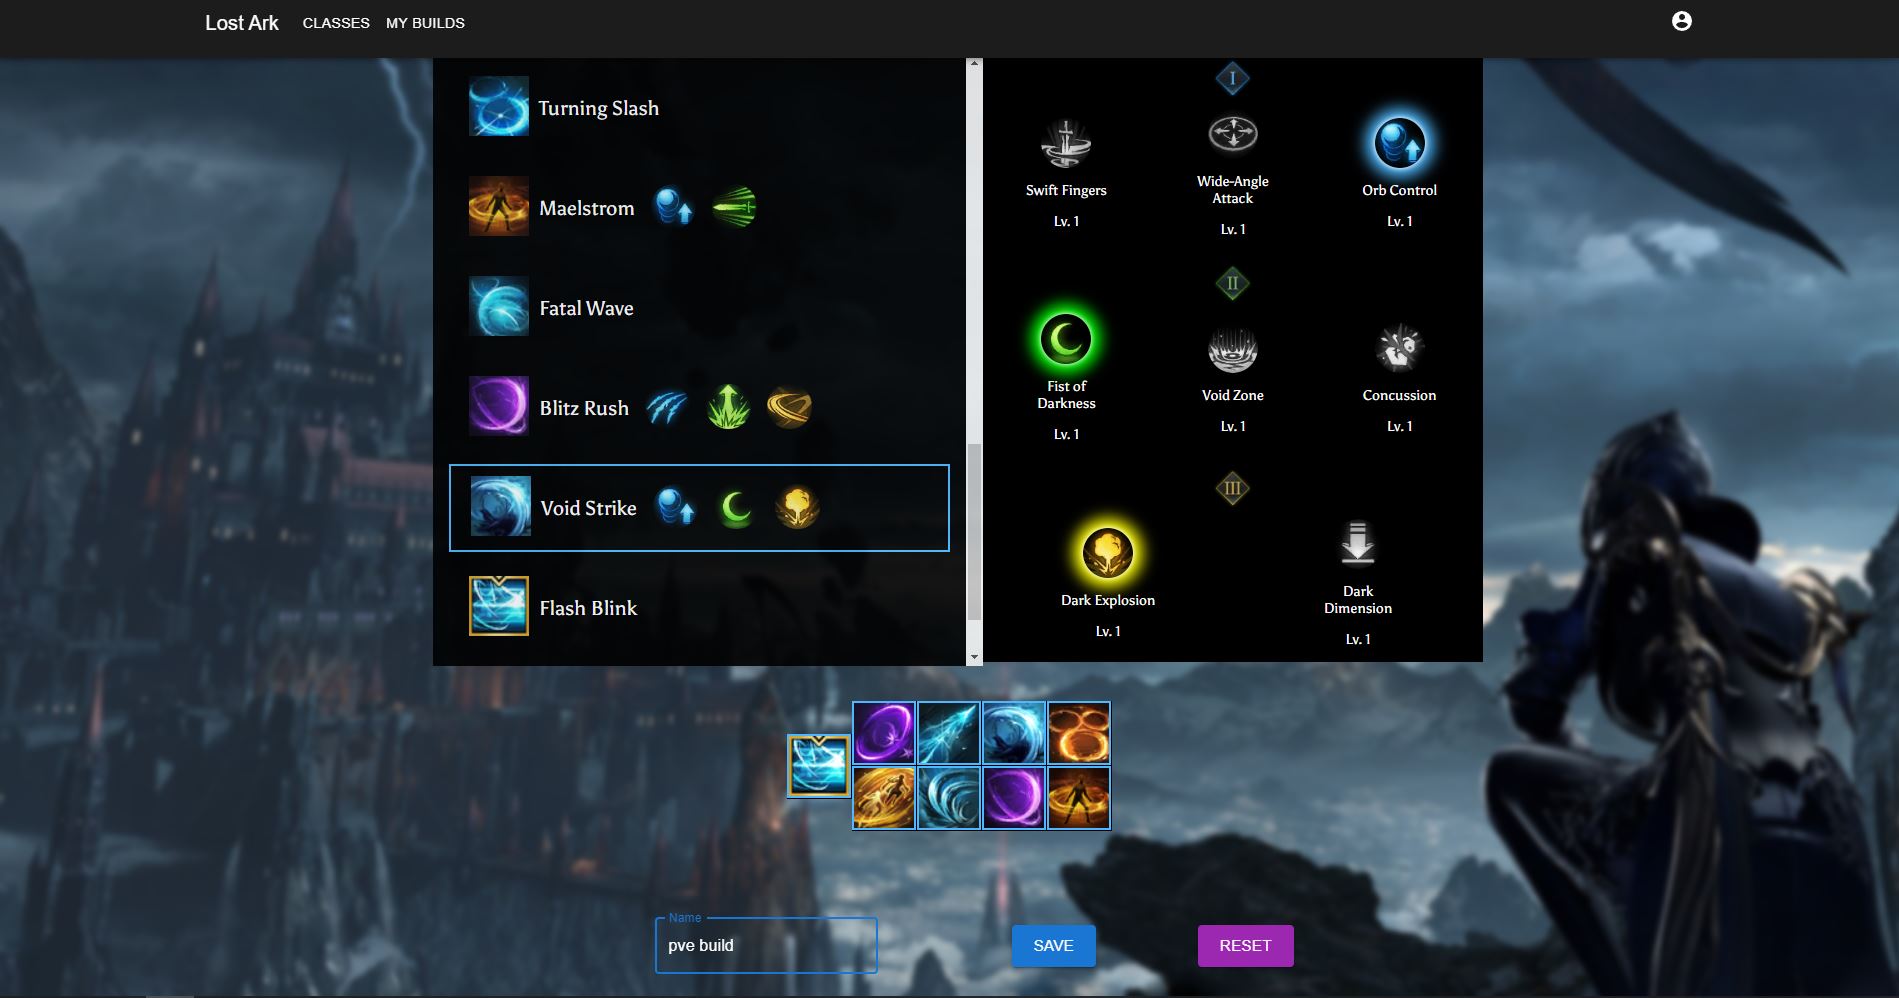 Lost Ark
CLASSES
MY BUILDS
Turning Slash
Maelstrom
Fatal Wave
Blitz Rush
Void Strike
Flash Blink
I
Swift Fingers
Lv. 1
Wide-Angle
Attack
Lv. 1
Orb Control
Lv. 1
II
Fist of
Darkness
Lv. 1
Void Zone
Lv. 1
Concussion
Lv. 1
III
Dark Explosion
Lv. 1
Dark
Dimension
Lv. 1
Name
pve build
SAVE
RESET